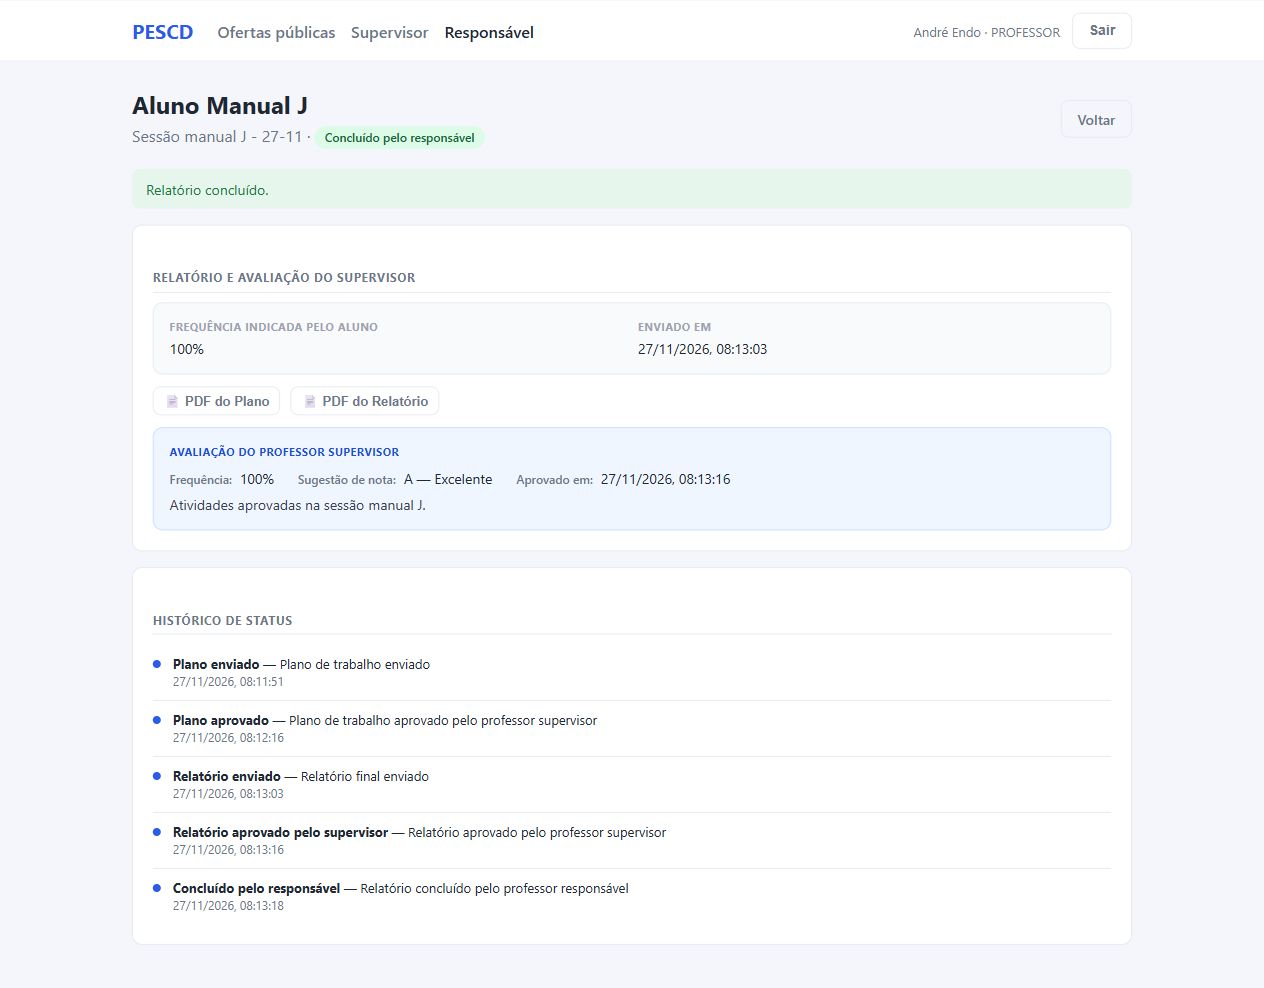 PESCD Ofertas públicas Supervisor Responsável André Endo · PROFESSOR Sair
Aluno Manual J
Sessão manual J - 27-11 · Concluído pelo responsável
Voltar
Relatório concluído.
RELATÓRIO E AVALIAÇÃO DO SUPERVISOR
FREQUÊNCIA INDICADA PELO ALUNO ENVIADO EM
100% 27/11/2026, 08:13:03
PDF do Plano PDF do Relatório
AVALIAÇÃO DO PROFESSOR SUPERVISOR
Frequência: 100% Sugestão de nota: A — Excelente Aprovado em: 27/11/2026, 08:13:16
Atividades aprovadas na sessão manual J.
HISTÓRICO DE STATUS
Plano enviado — Plano de trabalho enviado
27/11/2026, 08:11:51
Plano aprovado — Plano de trabalho aprovado pelo professor supervisor
27/11/2026, 08:12:16
Relatório enviado — Relatório final enviado
27/11/2026, 08:13:03
Relatório aprovado pelo supervisor — Relatório aprovado pelo professor supervisor
27/11/2026, 08:13:16
Concluído pelo responsável — Relatório concluído pelo professor responsável
27/11/2026, 08:13:18